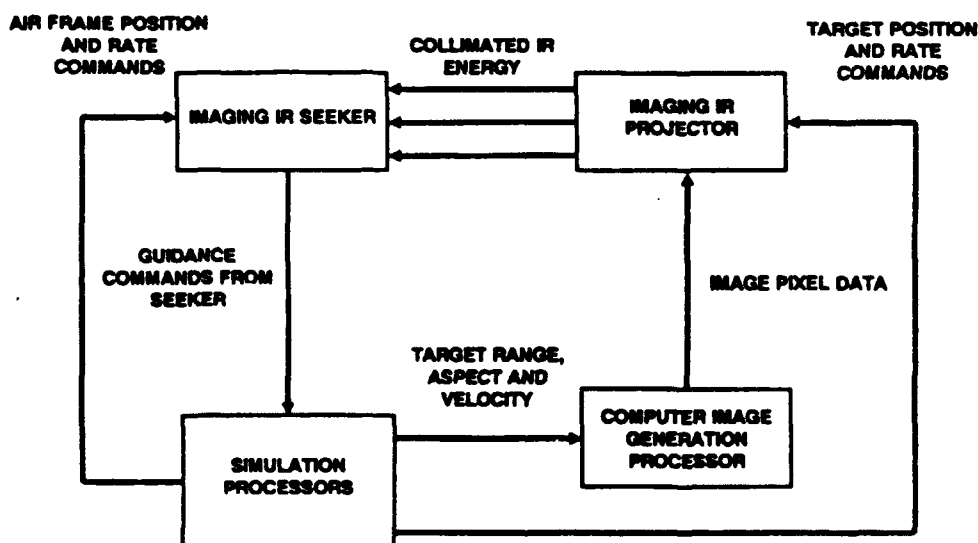 AIR FRAME POSITION
AND RATE
COMMANDS
COLLIMATED IR
ENERGY
TARGET POSITION
AND RATE
COMMANDS
IMAGING IR SEEKER
IMAGING IR
PROJECTOR
GUIDANCE
COMMANDS FROM
SEEKER
IMAGE PIXEL DATA
TARGET RANGE,
ASPECT AND
VELOCITY
COMPUTER IMAGE
GENERATION
PROCESSOR
SIMULATION
PROCESSORS